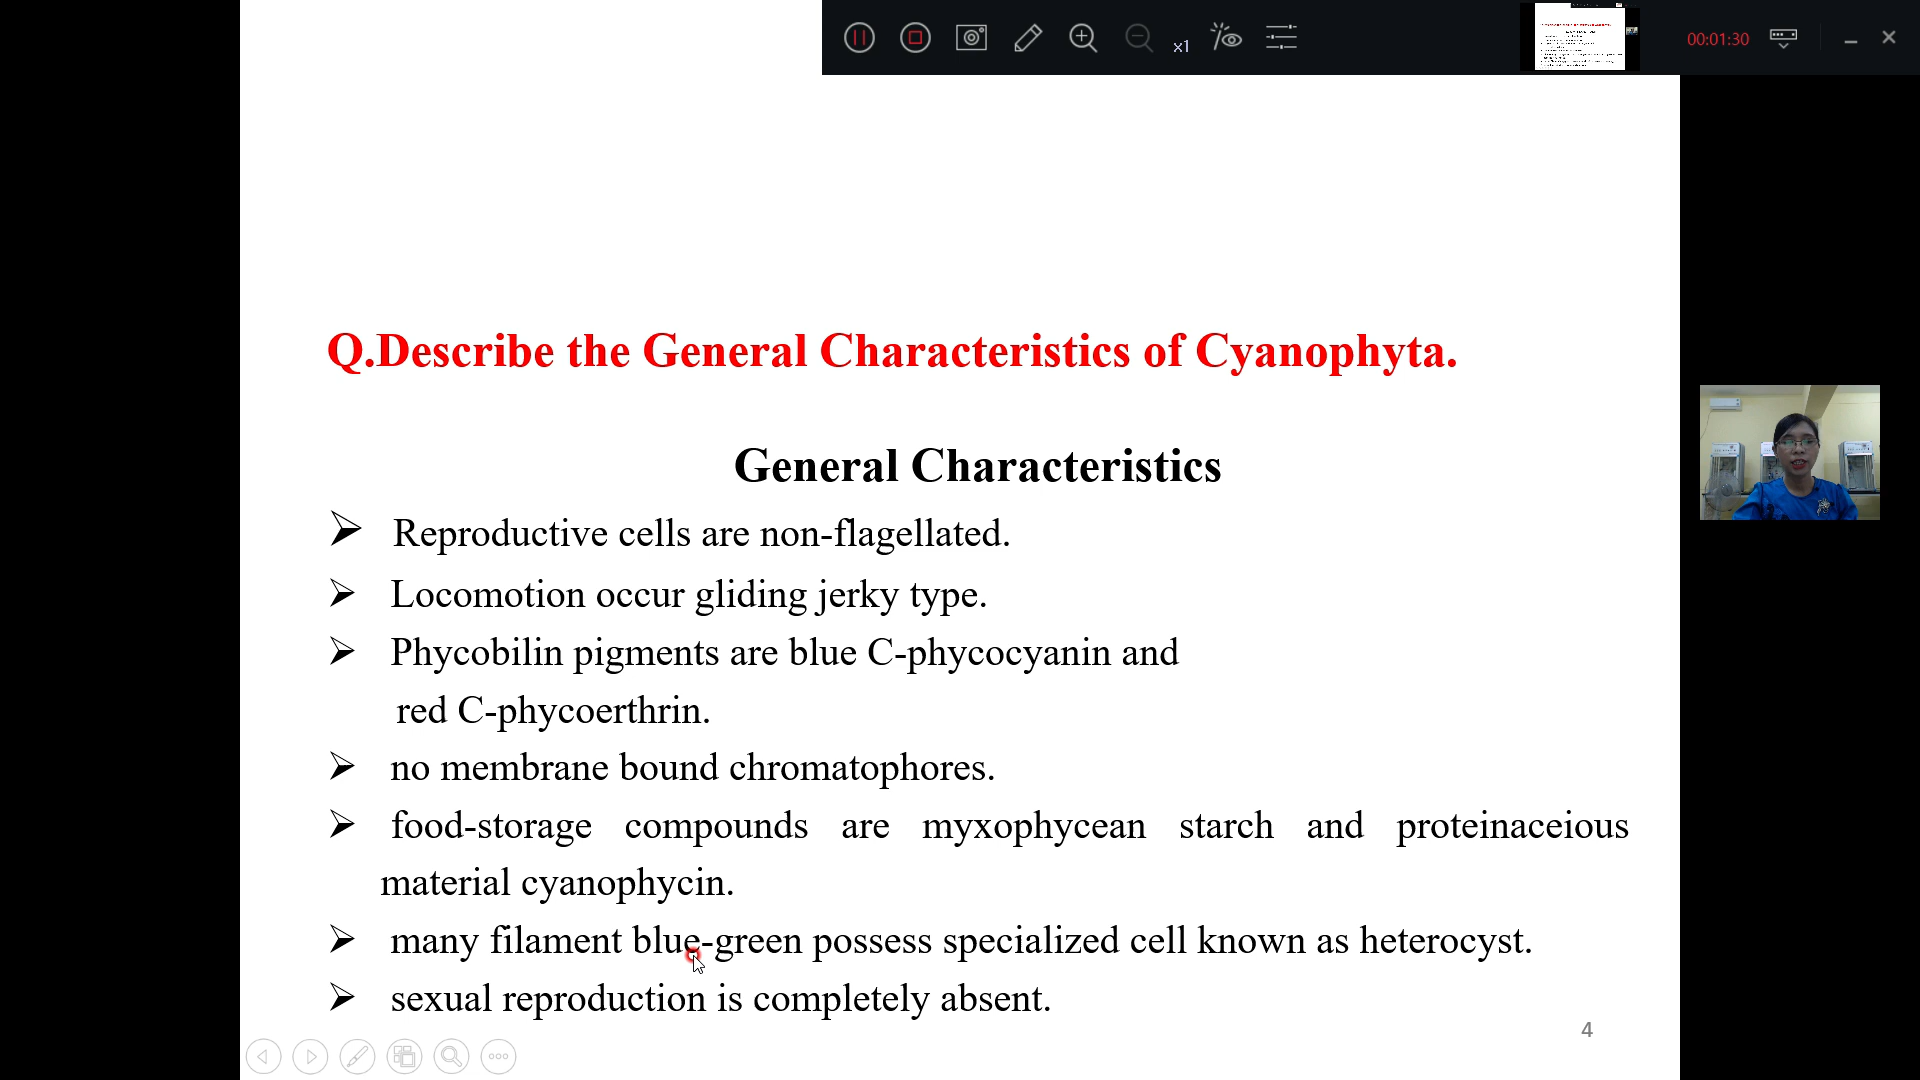 x1
00:01:30
Q.Describe the General Characteristics of Cyanophyta.
General Characteristics
➢ Reproductive cells are non-flagellated.
➢ Locomotion occur gliding jerky type.
➢ Phycobilin pigments are blue C-phycocyanin and
red C-phycoerthrin.
➢ no membrane bound chromatophores.
➢ food-storage compounds are myxophycean starch and proteinaceious
material cyanophycin.
➢ many filament blue-green possess specialized cell known as heterocyst.
➢ sexual reproduction is completely absent.
4